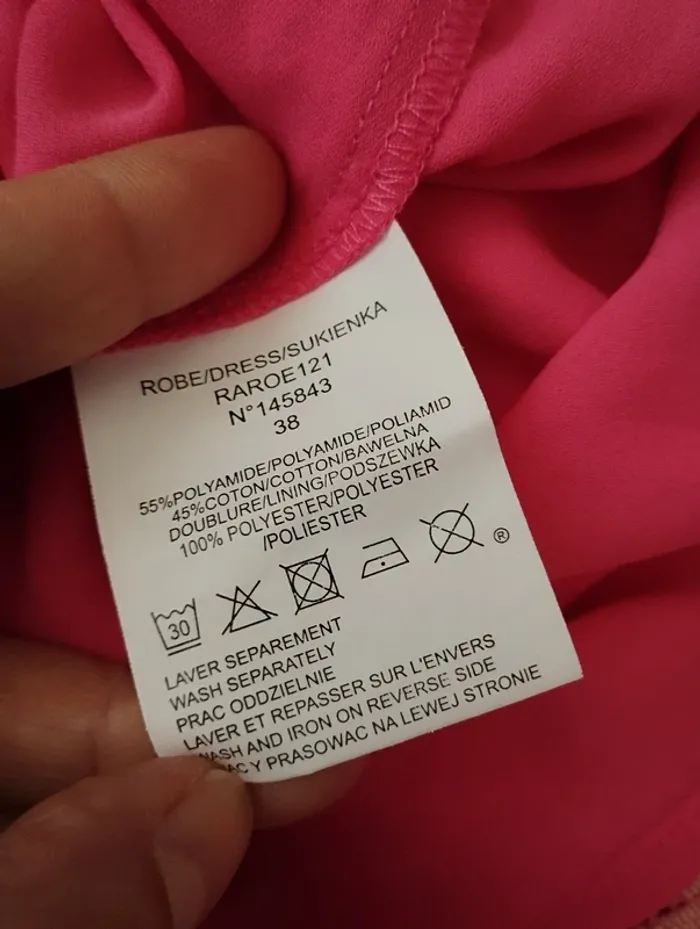 ROBE/DRESS/SUKIENKA
RAROE121
N°145843
38
55%POLYAMIDE/POLYAMIDE/POLIAMID
45%COTON/COTTON/BAWELNA
DOUBLURE/LINING/PODSZEWKA
100% POLYESTER/POLYESTER
/POLIESTER
30
®
LAVER SEPAREMENT
WASH SEPARATELY
PRAC ODDZIELNIE
LAVER ET REPASSER SUR L'ENVERS
WASH AND IRON ON REVERSE SIDE
Y PRASOWAC NA LEWEJ STRONIE